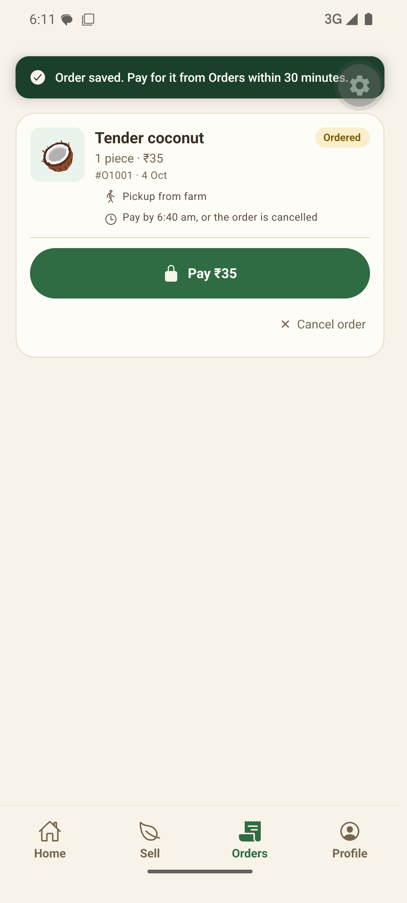 6:11
3G
Order saved. Pay for it from Orders within 30 minutes.
Tender coconut
Ordered
1 piece · ₹35
#O1001 · 4 Oct
Pickup from farm
Pay by 6:40 am, or the order is cancelled
Pay ₹35
Cancel order
Home
Sell
Orders
Profile